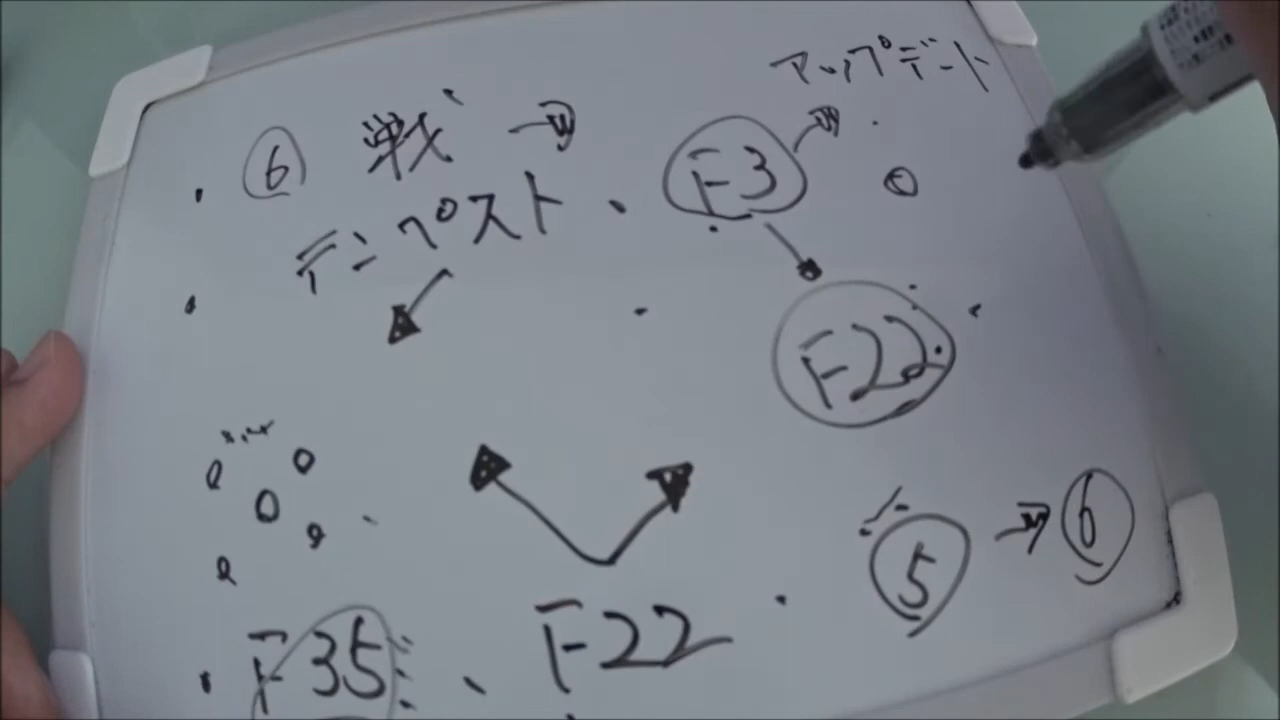 ・⑥ 戦 → アップデート
テンペスト、F3
F22
⑤ → ⑥
・F35、F22